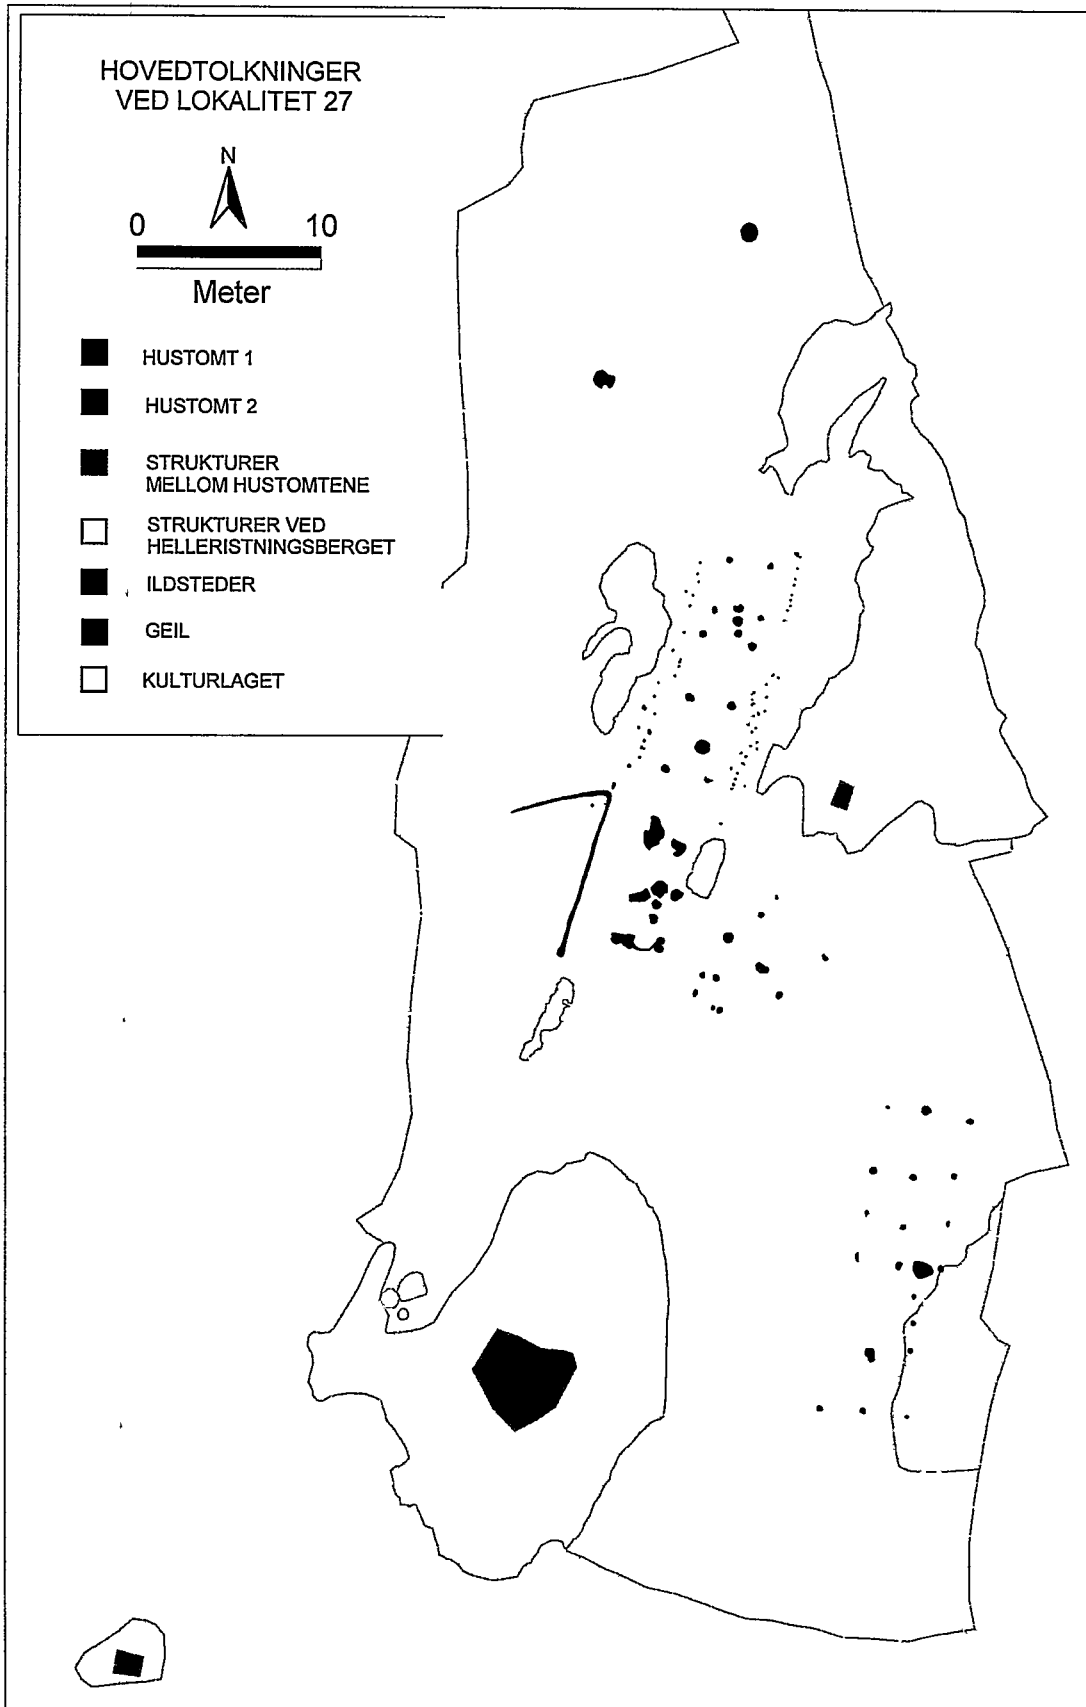 HOVEDTOLKNINGER
VED LOKALITET 27
N
0 10
Meter
HUSTOMT 1
HUSTOMT 2
STRUKTURER
MELLOM HUSTOMTENE
STRUKTURER VED
HELLERISTNINGSBERGET
ILDSTEDER
GEIL
KULTURLAGET